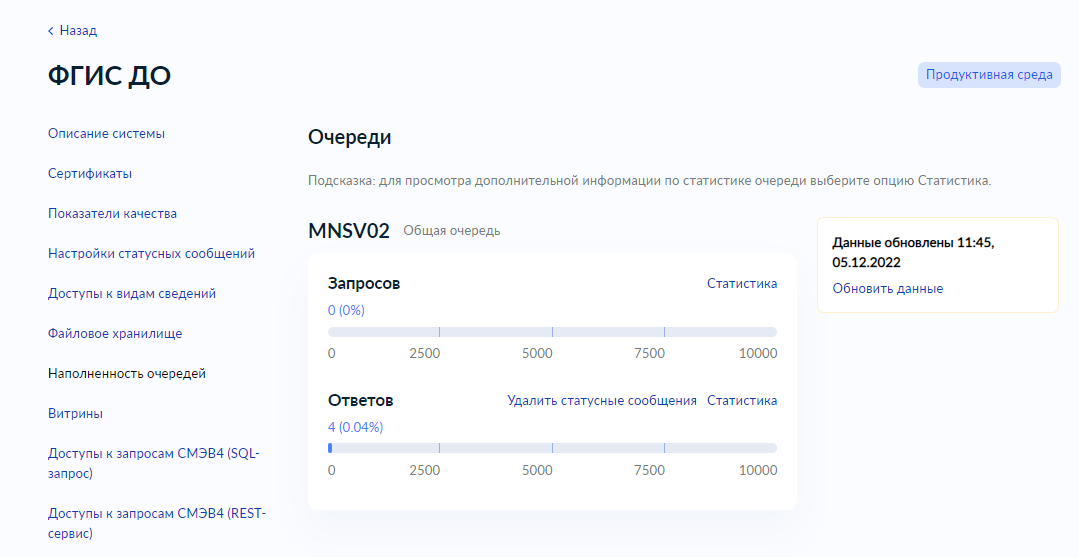 Назад
ФГИС ДО
Продуктивная среда
Описание системы
Сертификаты
Показатели качества
Настройки статусных сообщений
Доступы к видам сведений
Файловое хранилище
Наполненность очередей
Витрины
Доступы к запросам СМЭВ4 (SQL-
запрос)
Доступы к запросам СМЭВ4 (REST-
сервис)
Очереди
Подсказка: для просмотра дополнительной информации по статистике очереди выберите опцию Статистика.
MNSV02 Общая очередь
Запросов Статистика
0 (0%)
0 2500 5000 7500 10000
Ответов Удалить статусные сообщения Статистика
4 (0.04%)
0 2500 5000 7500 10000
Данные обновлены 11:45,
05.12.2022
Обновить данные